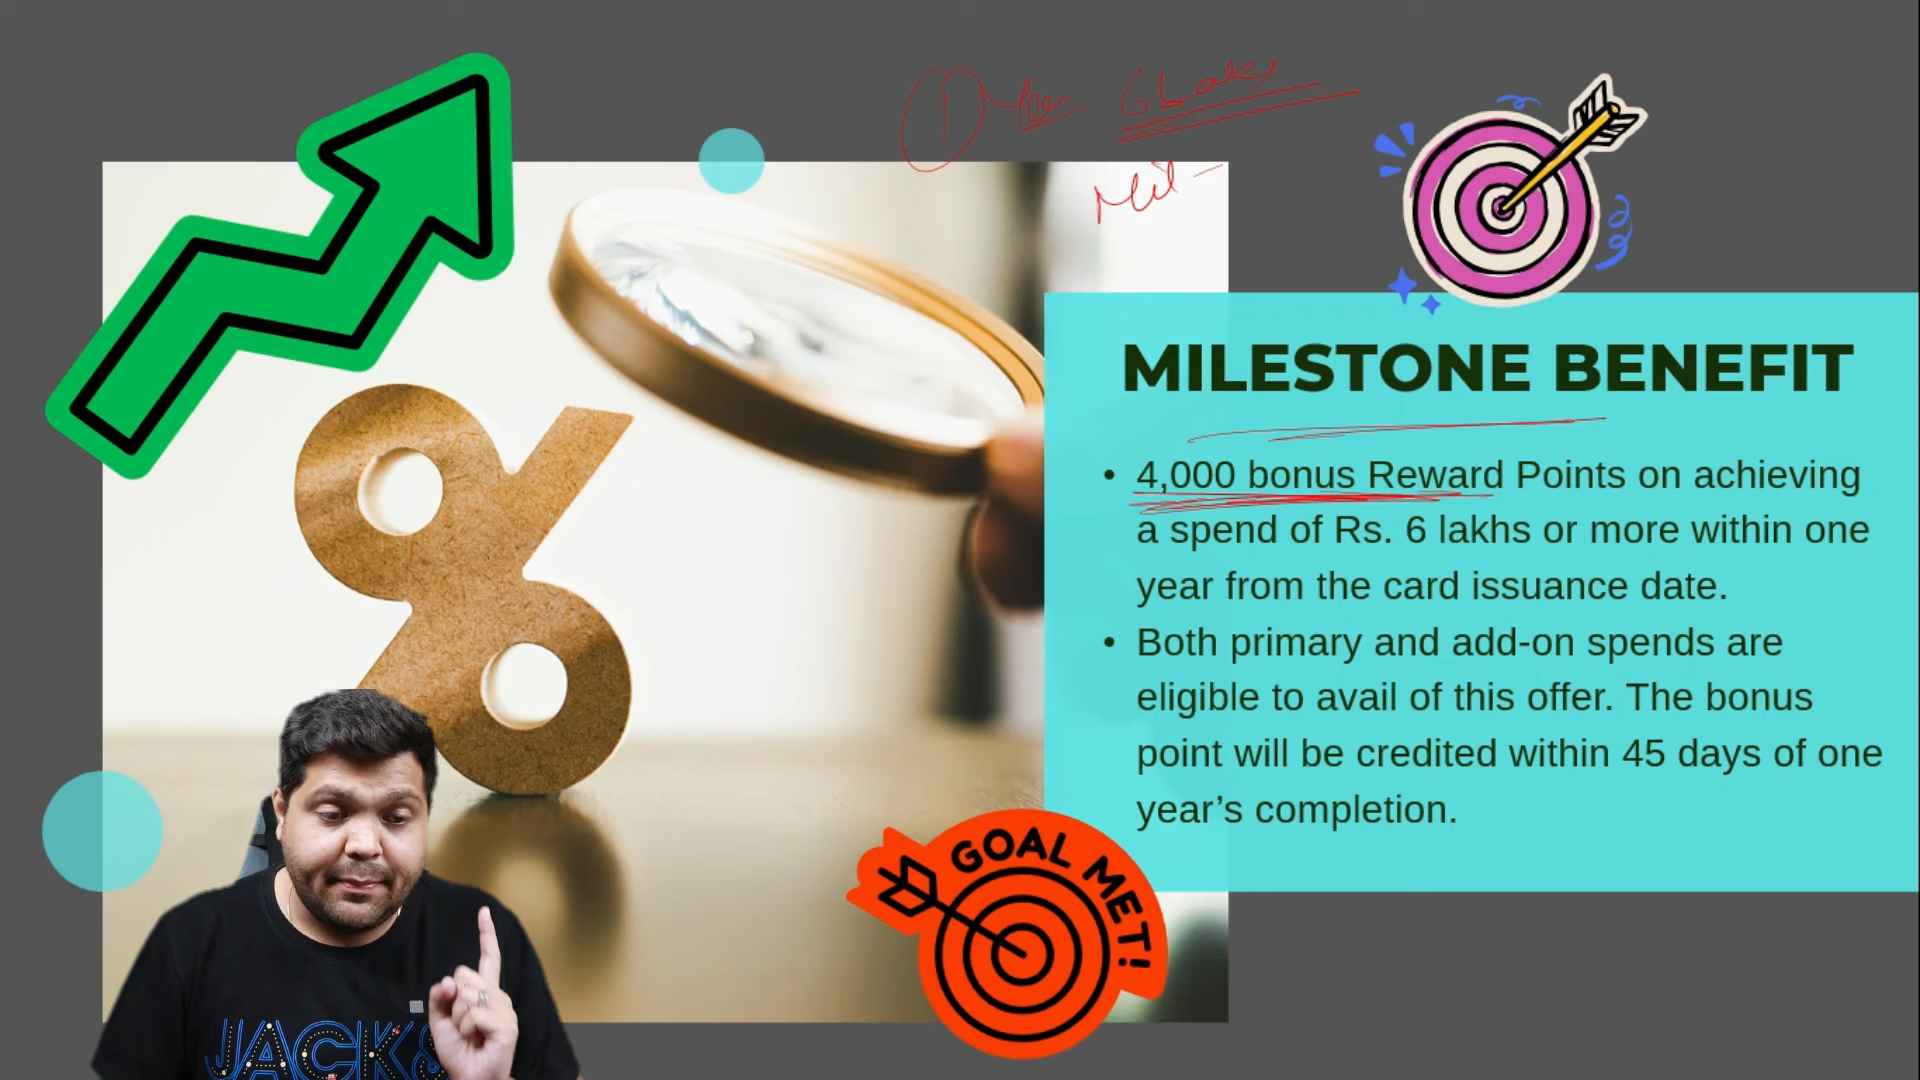 MILESTONE BENEFIT
• 4,000 bonus Reward Points on achieving
a spend of Rs. 6 lakhs or more within one
year from the card issuance date.
• Both primary and add-on spends are
eligible to avail of this offer. The bonus
point will be credited within 45 days of one
year’s completion.
GOAL MET!
JACK&